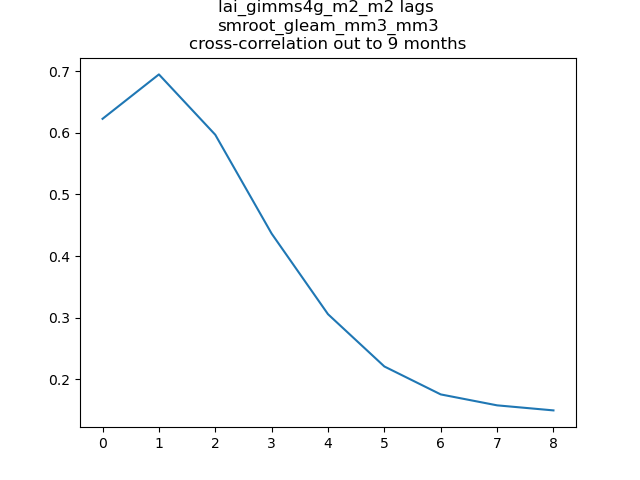 lai_gimms4g_m2_m2 lags
smroot_gleam_mm3_mm3
cross-correlation out to 9 months
0.7
0.6
0.5
0.4
0.3
0.2
0 1 2 3 4 5 6 7 8